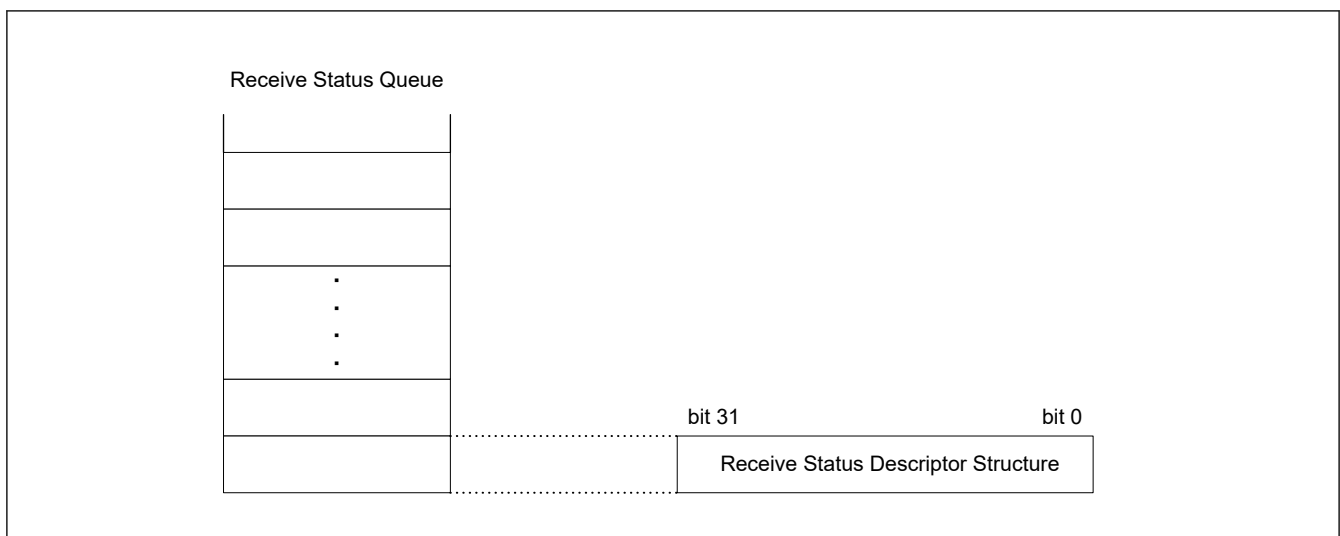 Receive Status Queue
bit 31 bit 0
Receive Status Descriptor Structure